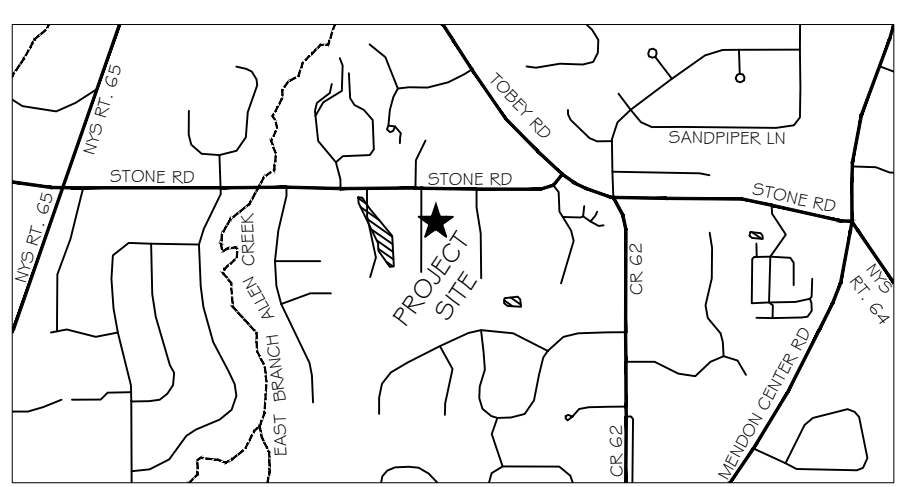 NYS RT. 65
TOBEY RD
SANDPIPER LN
STONE RD
STONE RD
STONE RD
NYS RT. 65
EAST BRANCH ALLEN CREEK
PROJECT
SITE
CR 62
NYS
RT. 64
MENDON CENTER RD
CR 62